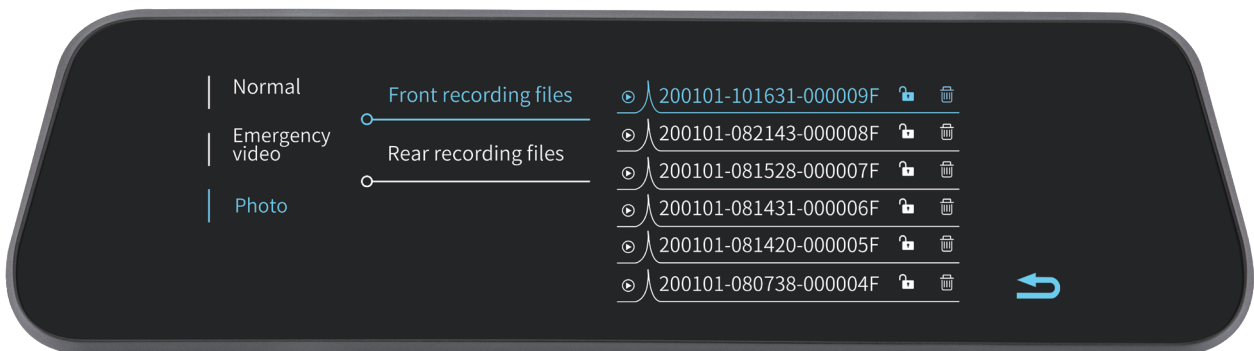 Normal
Emergency
video
Photo
Front recording files
Rear recording files
200101-101631-000009F
200101-082143-000008F
200101-081528-000007F
200101-081431-000006F
200101-081420-000005F
200101-080738-000004F